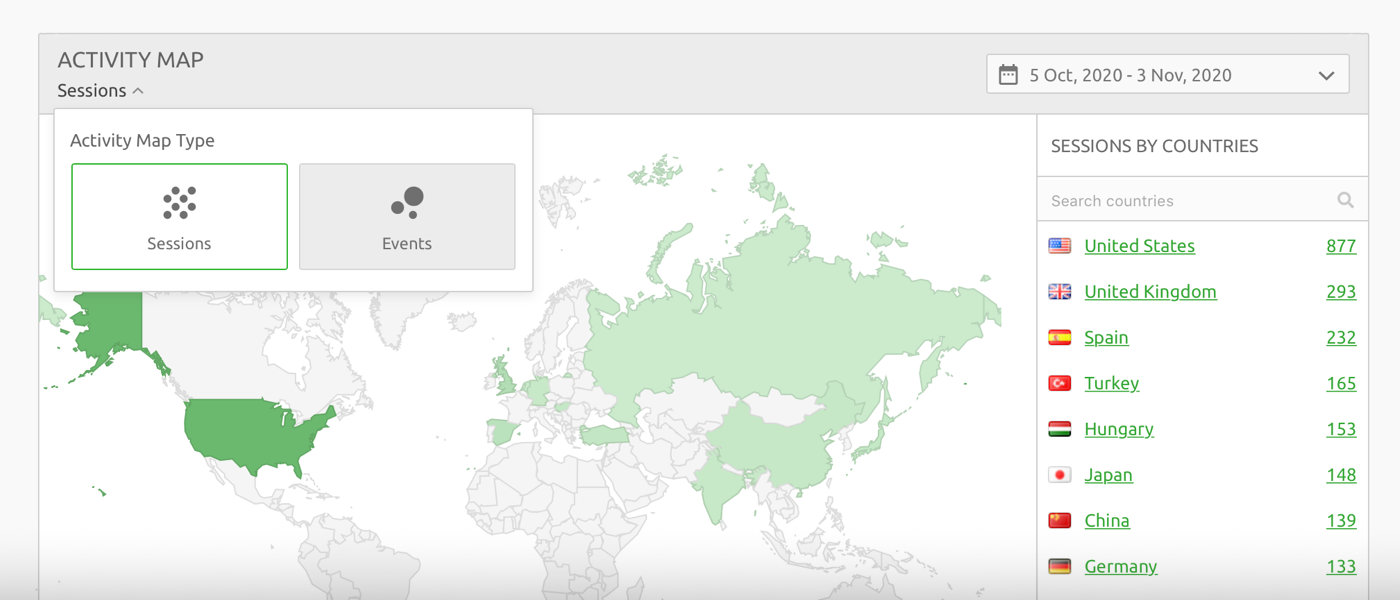 ACTIVITY MAP
Sessions
5 Oct, 2020 - 3 Nov, 2020
Activity Map Type
Sessions
Events
SESSIONS BY COUNTRIES
Search countries
United States 877
United Kingdom 293
Spain 232
Turkey 165
Hungary 153
Japan 148
China 139
Germany 133